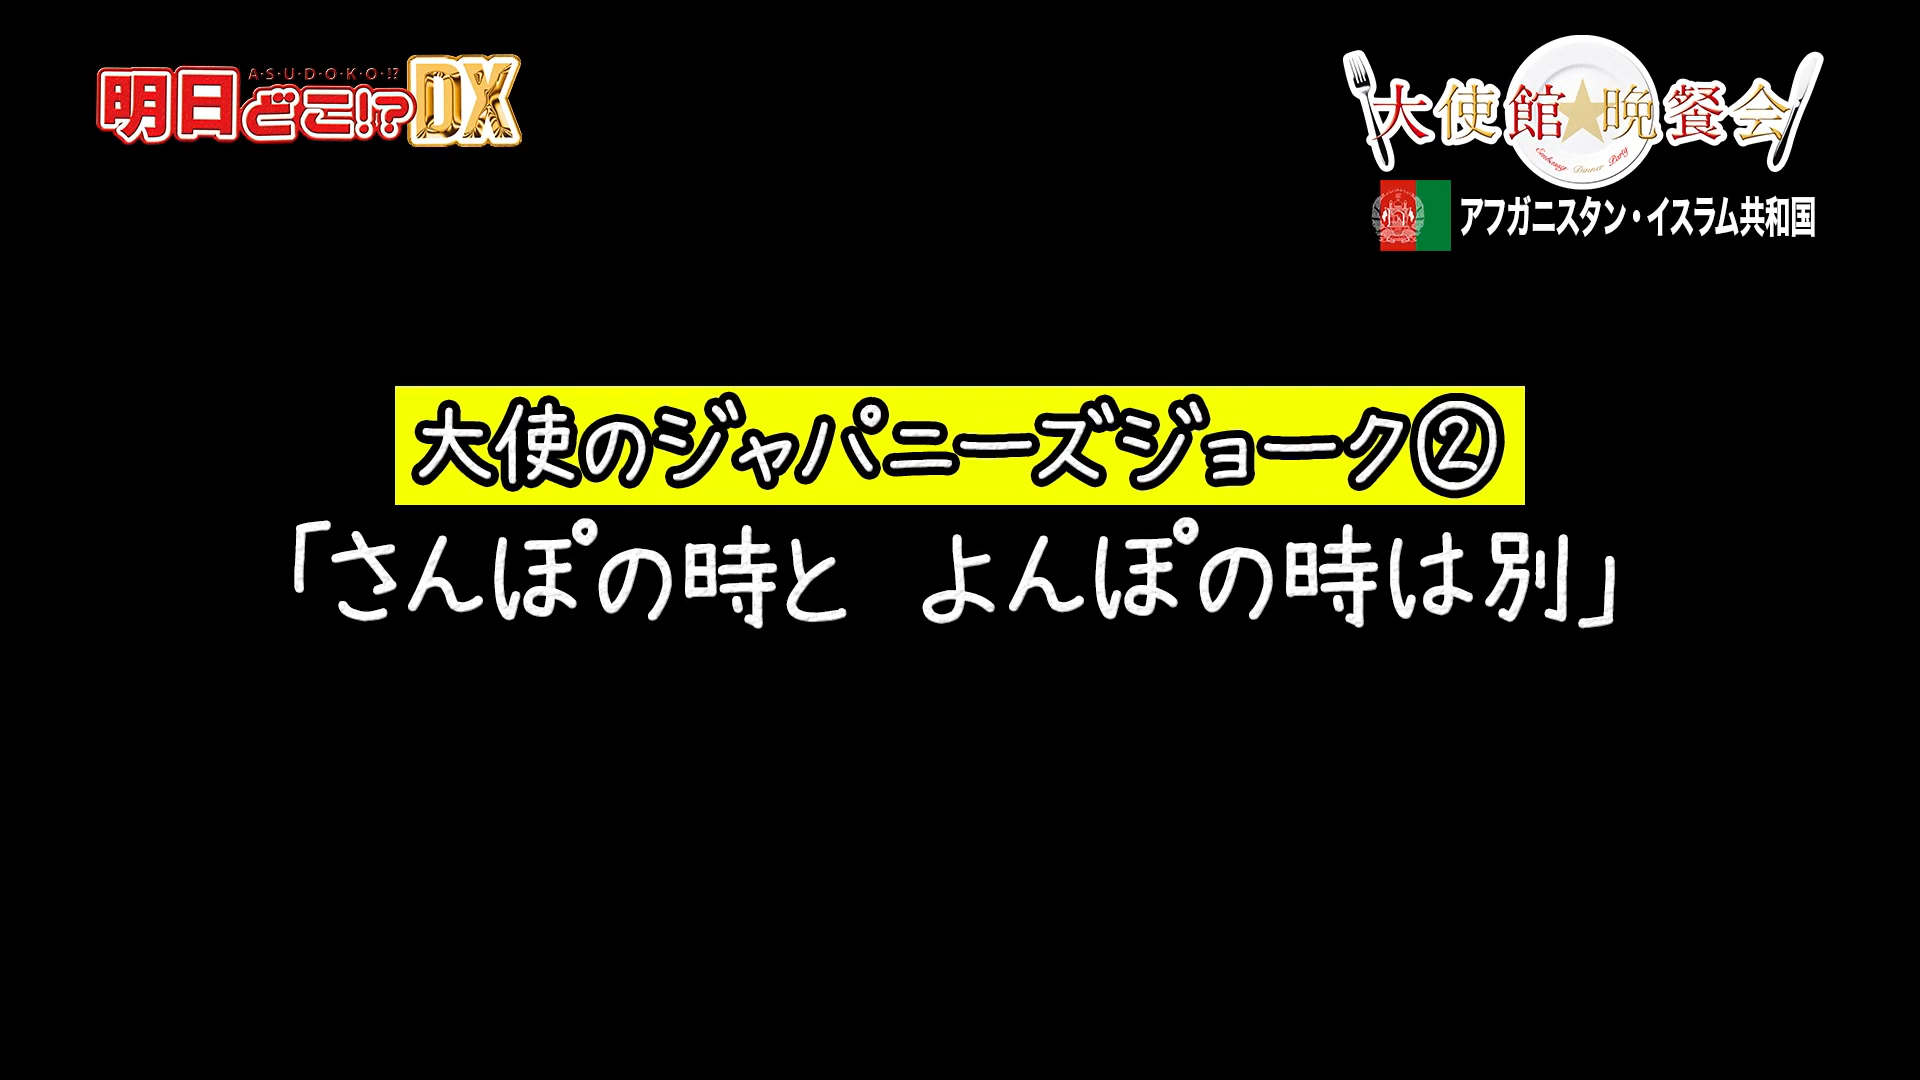 明日どこ!? DX
A・S・U・D・O・K・O・!?
大使館★晩餐会
Embassy Dinner Party
アフガニスタン・イスラム共和国
大使のジャパニーズジョーク②
「さんぽの時と　よんぽの時は別」